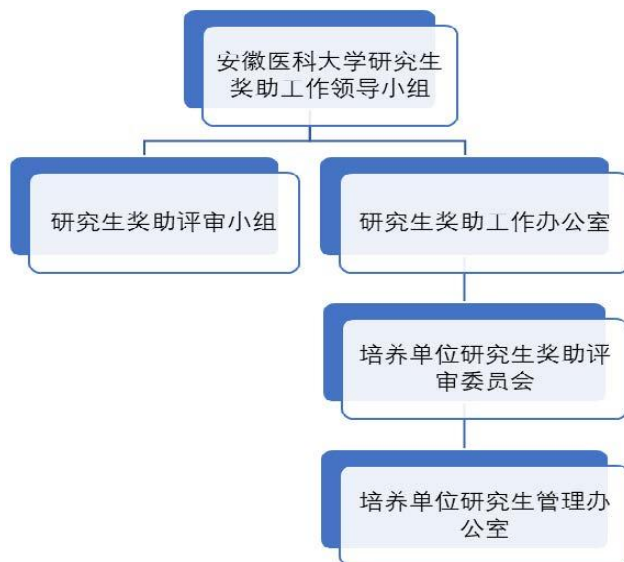 安徽医科大学研究生
奖助工作领导小组
研究生奖助评审小组
研究生奖助工作办公室
培养单位研究生奖助评
审委员会
培养单位研究生管理办
公室